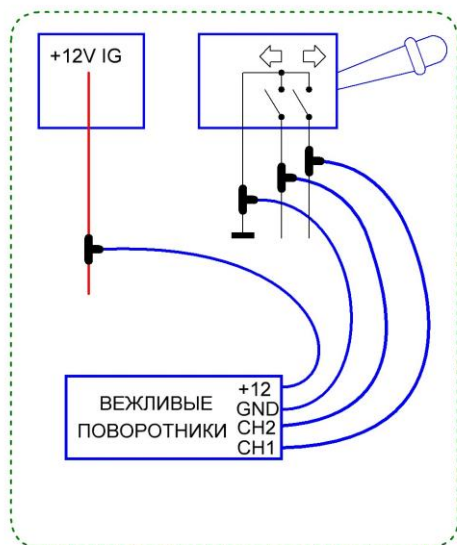 +12V IG
ВЕЖЛИВЫЕ
ПОВОРОТНИКИ
+12
GND
CH2
CH1